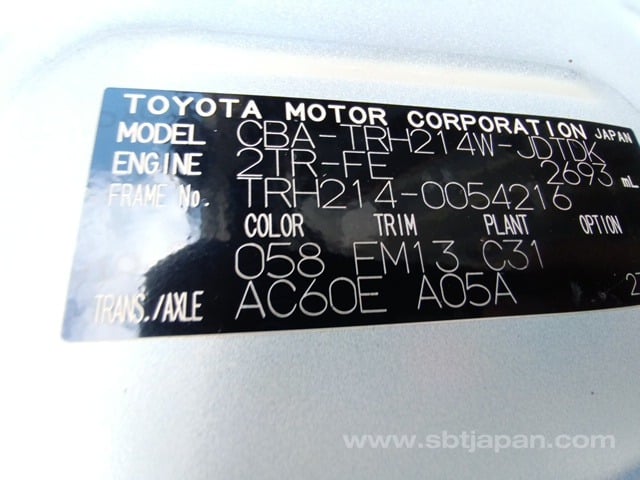 TOYOTA MOTOR CORPORATION JAPAN
MODEL CBA-TRH214W-JDTDK
ENGINE 2TR-FE 2693 mL
FRAME No. TRH214-0054216
COLOR TRIM PLANT OPTION
058 FM13 C31
TRANS./AXLE AC60E A05A 2
www.sbtjapan.com